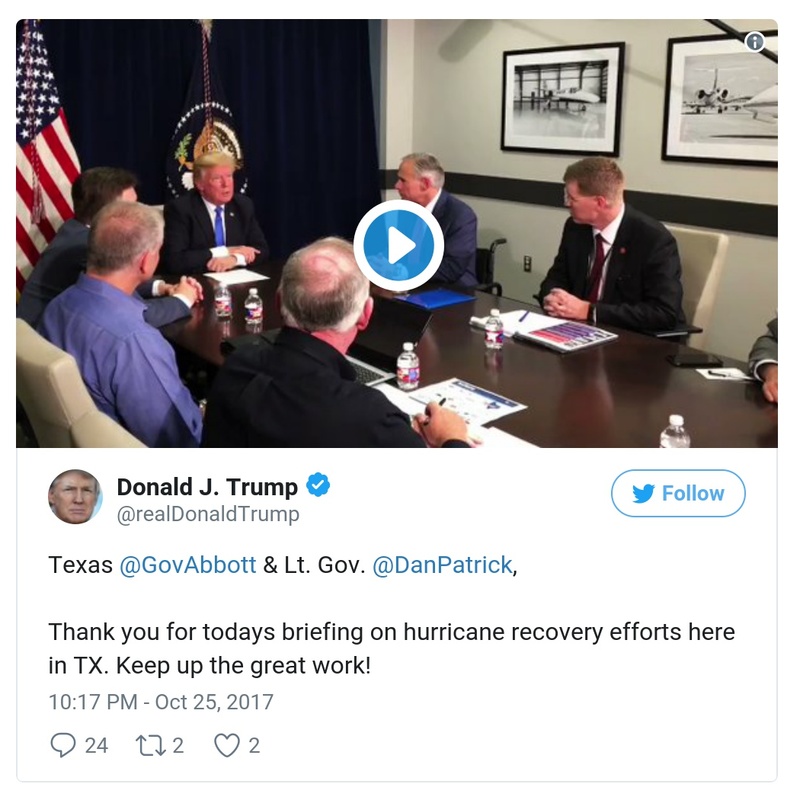 Donald J. Trump
@realDonaldTrump
Follow
Texas @GovAbbott & Lt. Gov. @DanPatrick,
Thank you for todays briefing on hurricane recovery efforts here
in TX. Keep up the great work!
10:17 PM - Oct 25, 2017
24 2 2